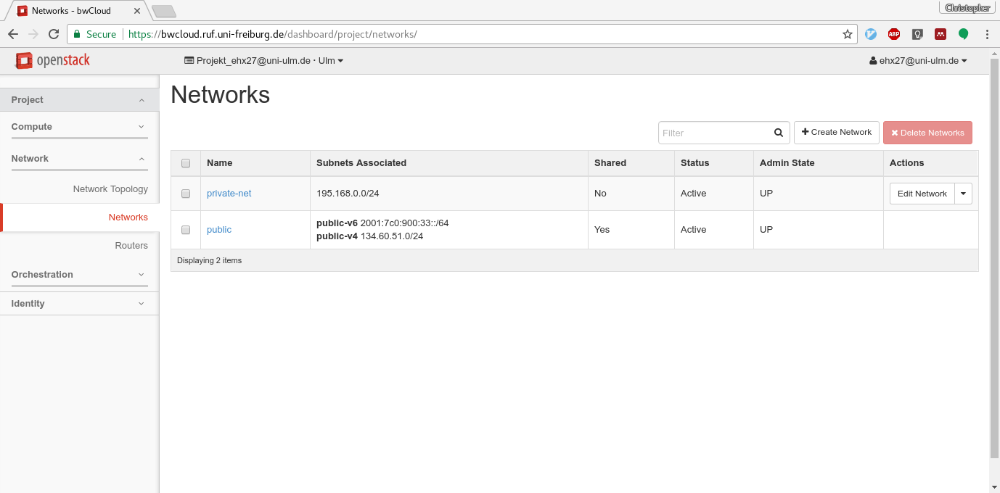 Networks - bwCloud
Christopher
Secure https://bwcloud.ruf.uni-freiburg.de/dashboard/project/networks/
ABP
openstack
Projekt_ehx27@uni-ulm.de · Ulm
ehx27@uni-ulm.de
Project
Compute
Network
Network Topology
Networks
Routers
Orchestration
Identity
Networks
Filter
Create Network
Delete Networks
Name Subnets Associated Shared Status Admin State Actions
private-net 195.168.0.0/24 No Active UP Edit Network
public public-v6 2001:7c0:900:33::/64 Yes Active UP
public-v4 134.60.51.0/24
Displaying 2 items